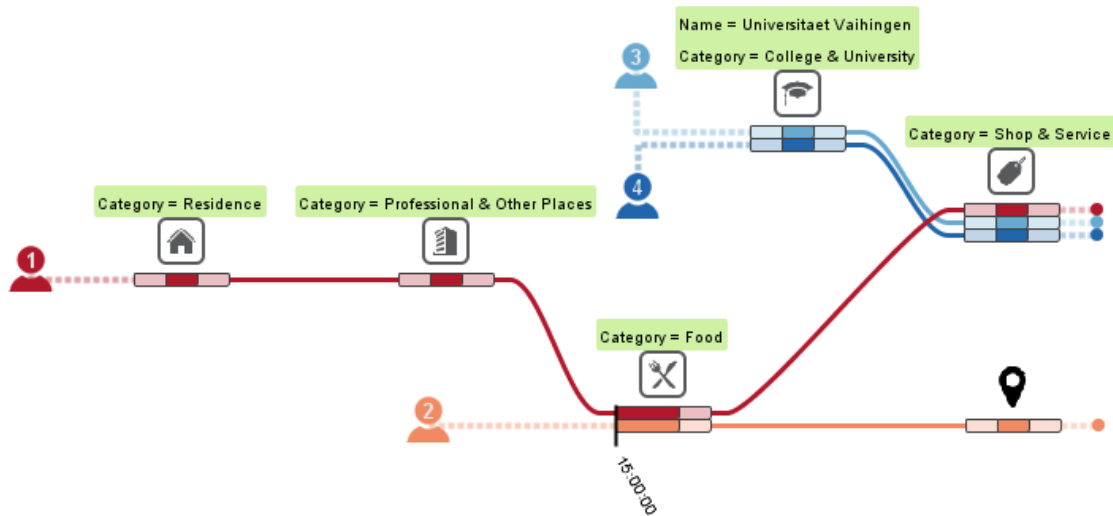 Name = Universitaet Vaihingen
Category = College & University
3
Category = Shop & Service
4
Category = Residence
Category = Professional & Other Places
1
Category = Food
2
15:00:00